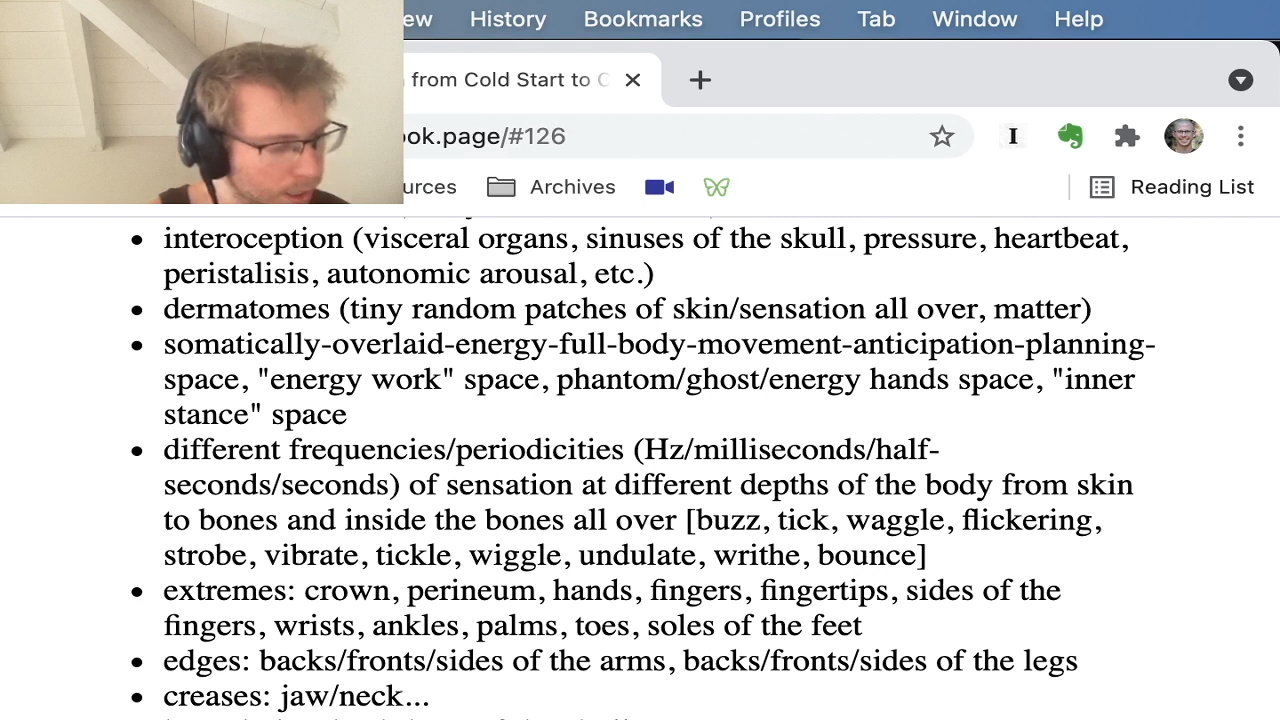 ew History Bookmarks Profiles Tab Window Help
from Cold Start to C
ok.page/#126
urces Archives Reading List
• interoception (visceral organs, sinuses of the skull, pressure, heartbeat,
peristalisis, autonomic arousal, etc.)
• dermatomes (tiny random patches of skin/sensation all over, matter)
• somatically-overlaid-energy-full-body-movement-anticipation-planning-
space, "energy work" space, phantom/ghost/energy hands space, "inner
stance" space
• different frequencies/periodicities (Hz/milliseconds/half-
seconds/seconds) of sensation at different depths of the body from skin
to bones and inside the bones all over [buzz, tick, waggle, flickering,
strobe, vibrate, tickle, wiggle, undulate, writhe, bounce]
• extremes: crown, perineum, hands, fingers, fingertips, sides of the
fingers, wrists, ankles, palms, toes, soles of the feet
• edges: backs/fronts/sides of the arms, backs/fronts/sides of the legs
• creases: jaw/neck...